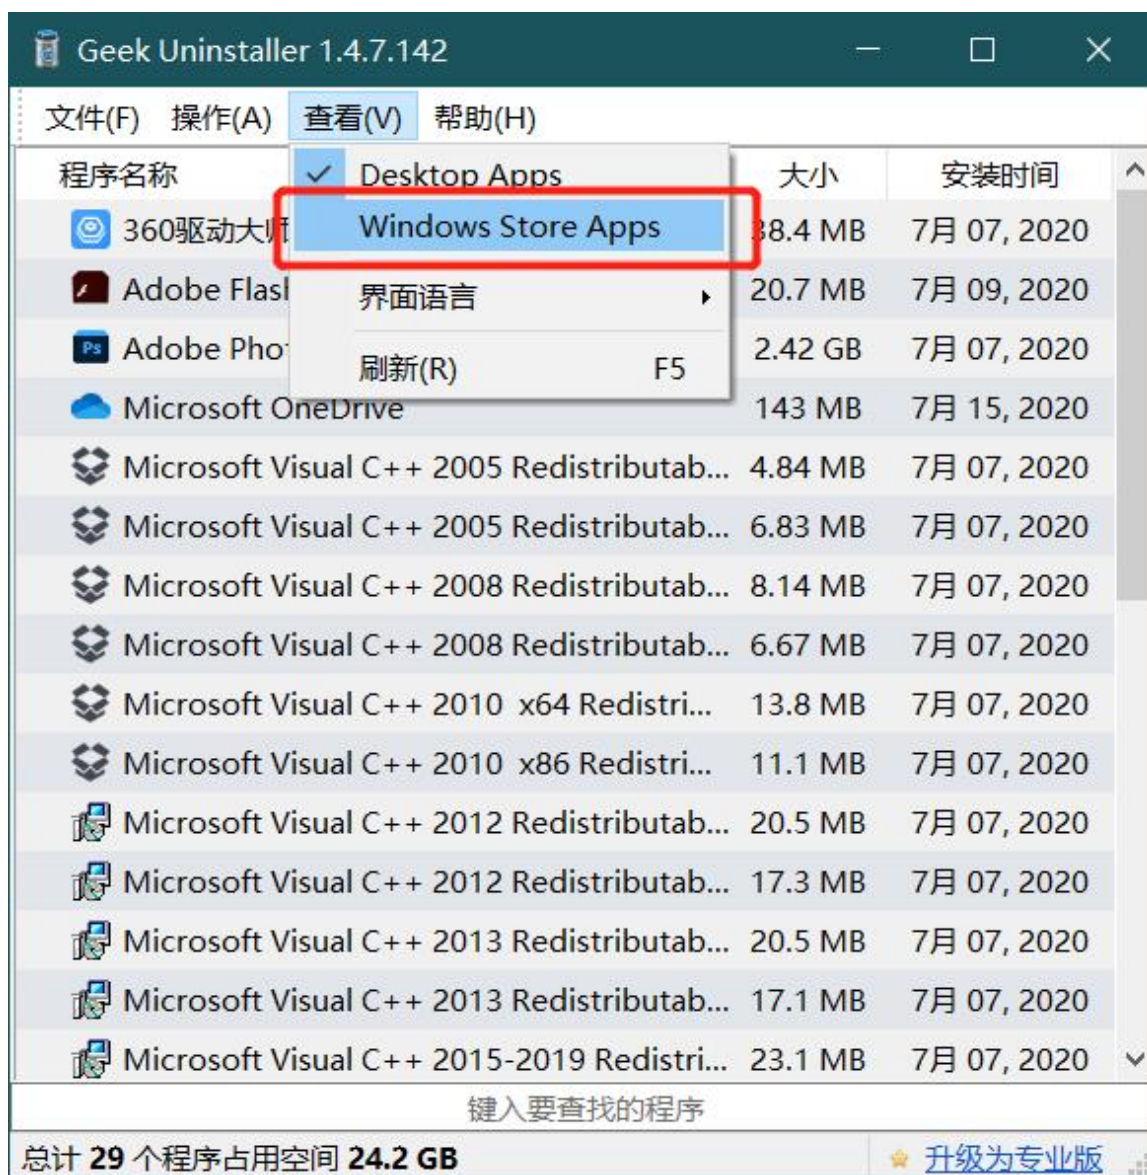 Geek Uninstaller 1.4.7.142
文件(F) 操作(A) 查看(V) 帮助(H)
程序名称 大小 安装时间
Desktop Apps
Windows Store Apps
界面语言
刷新(R) F5
360驱动大师 38.4 MB 7月 07, 2020
Adobe Flash 20.7 MB 7月 09, 2020
Adobe Pho 2.42 GB 7月 07, 2020
Microsoft OneDrive 143 MB 7月 15, 2020
Microsoft Visual C++ 2005 Redistributab... 4.84 MB 7月 07, 2020
Microsoft Visual C++ 2005 Redistributab... 6.83 MB 7月 07, 2020
Microsoft Visual C++ 2008 Redistributab... 8.14 MB 7月 07, 2020
Microsoft Visual C++ 2008 Redistributab... 6.67 MB 7月 07, 2020
Microsoft Visual C++ 2010 x64 Redistri... 13.8 MB 7月 07, 2020
Microsoft Visual C++ 2010 x86 Redistri... 11.1 MB 7月 07, 2020
Microsoft Visual C++ 2012 Redistributab... 20.5 MB 7月 07, 2020
Microsoft Visual C++ 2012 Redistributab... 17.3 MB 7月 07, 2020
Microsoft Visual C++ 2013 Redistributab... 20.5 MB 7月 07, 2020
Microsoft Visual C++ 2013 Redistributab... 17.1 MB 7月 07, 2020
Microsoft Visual C++ 2015-2019 Redistri... 23.1 MB 7月 07, 2020
键入要查找的程序
总计 29 个程序占用空间 24.2 GB 升级为专业版